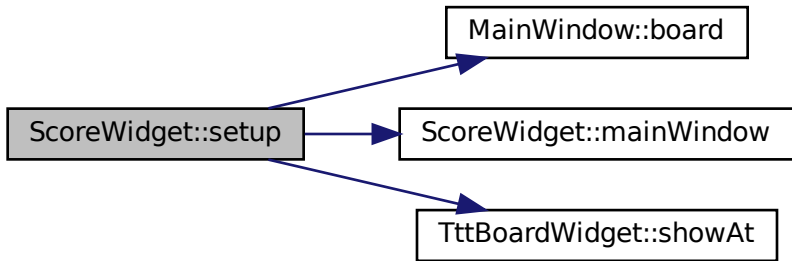 MainWindow::board
ScoreWidget::setup
ScoreWidget::mainWindow
TttBoardWidget::showAt